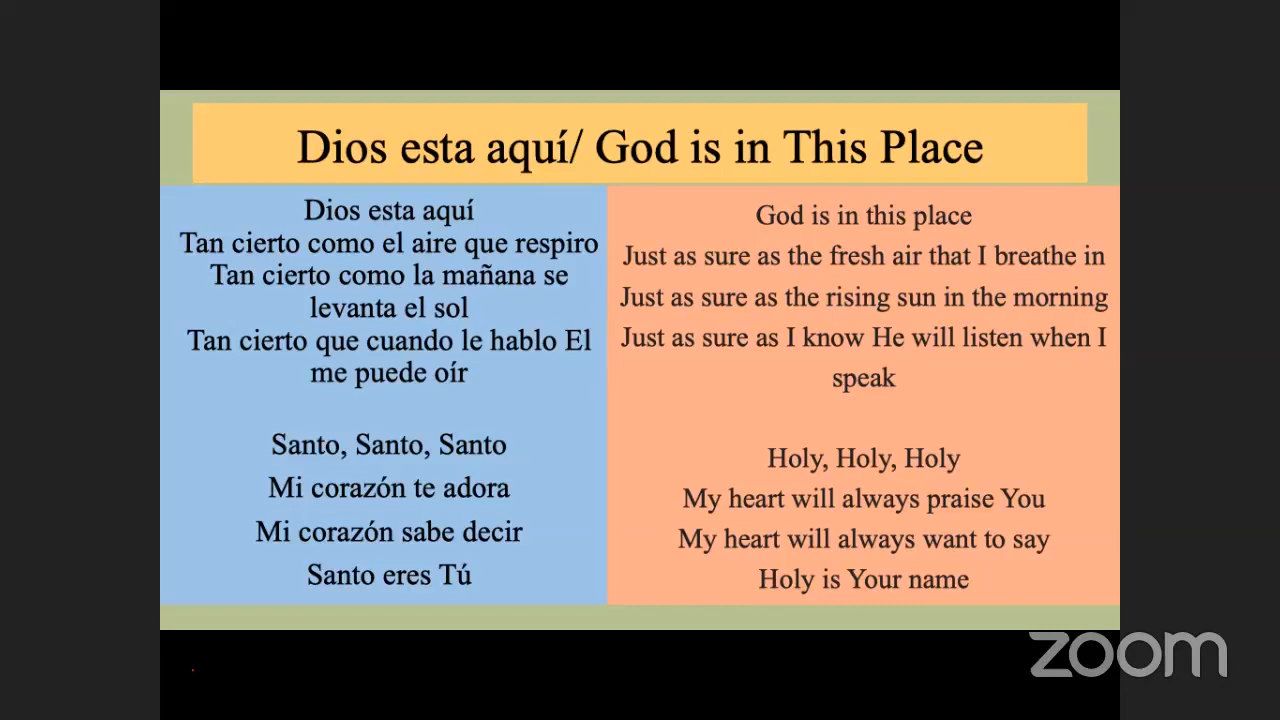 Dios esta aquí/ God is in This Place
Dios esta aquí
Tan cierto como el aire que respiro
Tan cierto como la mañana se
levanta el sol
Tan cierto que cuando le hablo El
me puede oír
Santo, Santo, Santo
Mi corazón te adora
Mi corazón sabe decir
Santo eres Tú
God is in this place
Just as sure as the fresh air that I breathe in
Just as sure as the rising sun in the morning
Just as sure as I know He will listen when I
speak
Holy, Holy, Holy
My heart will always praise You
My heart will always want to say
Holy is Your name
zoom